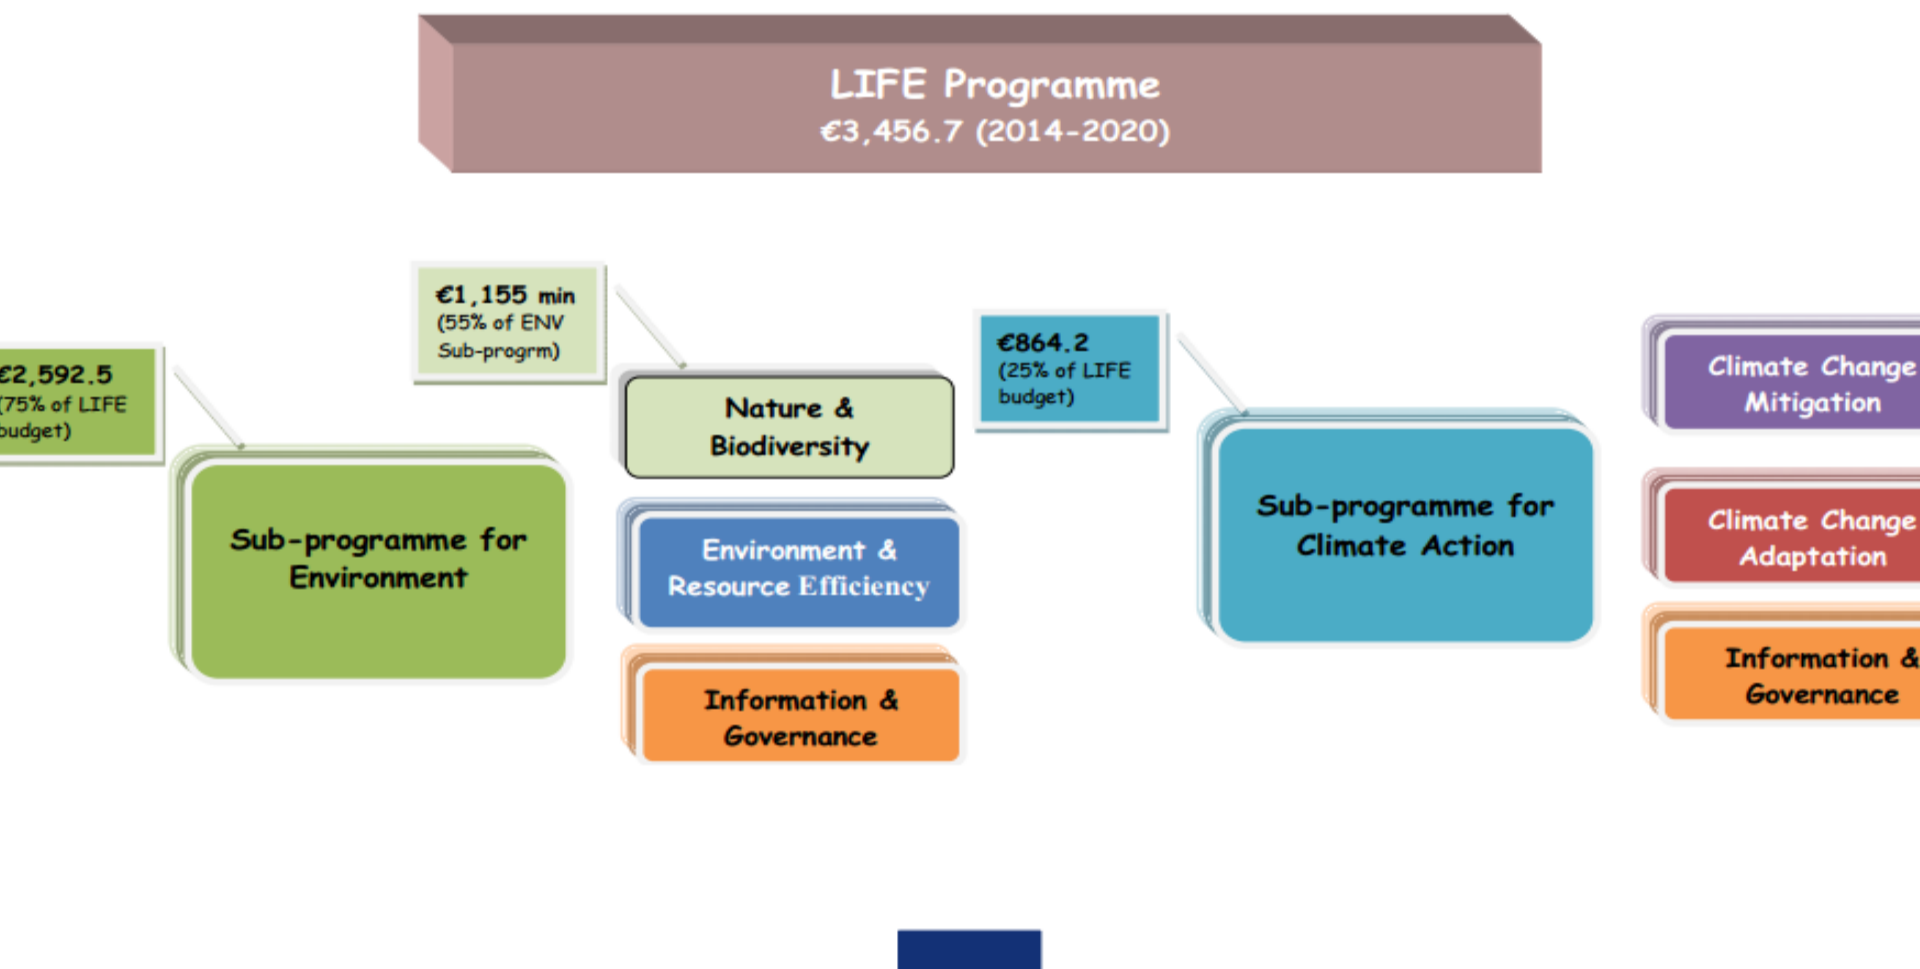 LIFE Programme
€3,456.7 (2014-2020)
€2,592.5
(75% of LIFE
budget)
Sub-programme for
Environment
€1,155 min
(55% of ENV
Sub-progrm)
Nature &
Biodiversity
Environment &
Resource Efficiency
Information &
Governance
€864.2
(25% of LIFE
budget)
Sub-programme for
Climate Action
Climate Change
Mitigation
Climate Change
Adaptation
Information &
Governance